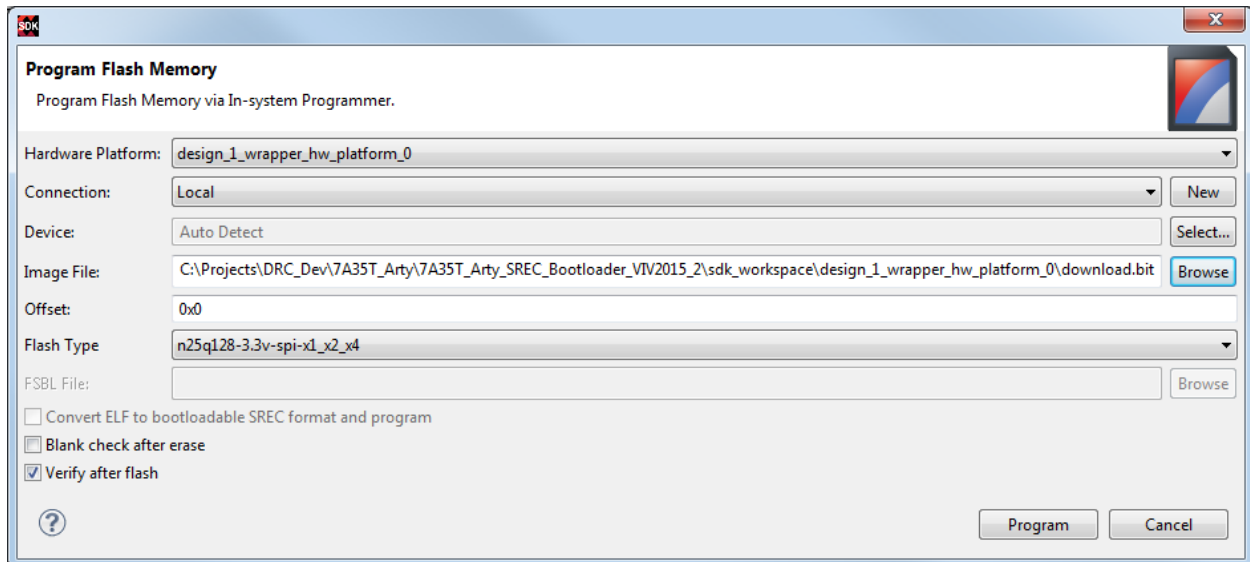 SDK
Program Flash Memory
Program Flash Memory via In-system Programmer.
Hardware Platform: design_1_wrapper_hw_platform_0
Connection: Local New
Device: Auto Detect Select...
Image File: C:\Projects\DRC_Dev\7A35T_Arty\7A35T_Arty_SREC_Bootloader_VIV2015_2\sdk_workspace\design_1_wrapper_hw_platform_0\download.bit Browse
Offset: 0x0
Flash Type n25q128-3.3v-spi-x1_x2_x4
FSBL File: Browse
Convert ELF to bootloadable SREC format and program
Blank check after erase
Verify after flash
? Program Cancel